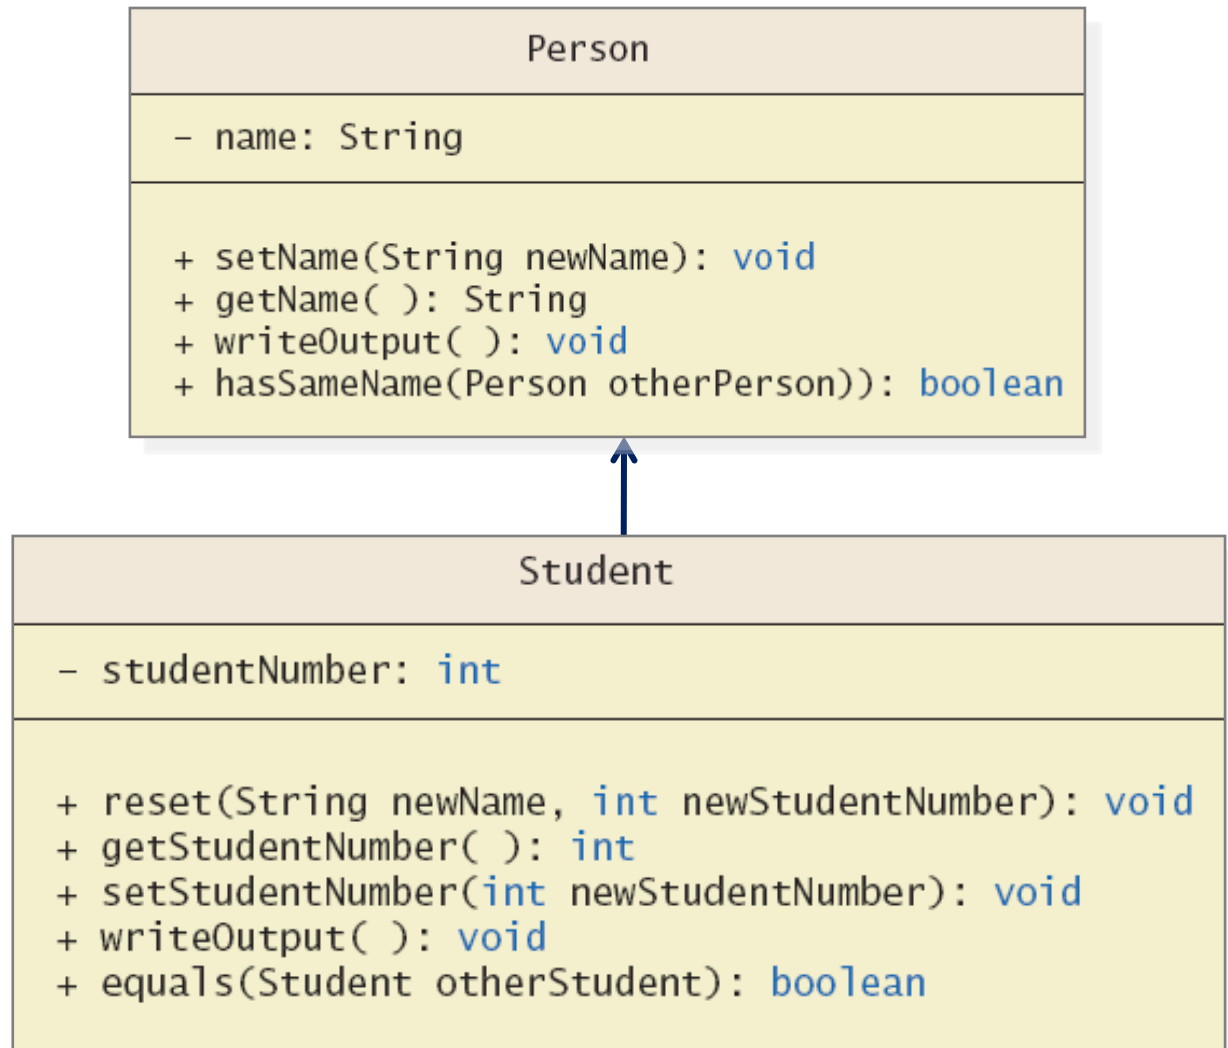 Person
– name: String
+ setName(String newName): void
+ getName( ): String
+ writeOutput( ): void
+ hasSameName(Person otherPerson)): boolean
Student
– studentNumber: int
+ reset(String newName, int newStudentNumber): void
+ getStudentNumber( ): int
+ setStudentNumber(int newStudentNumber): void
+ writeOutput( ): void
+ equals(Student otherStudent): boolean